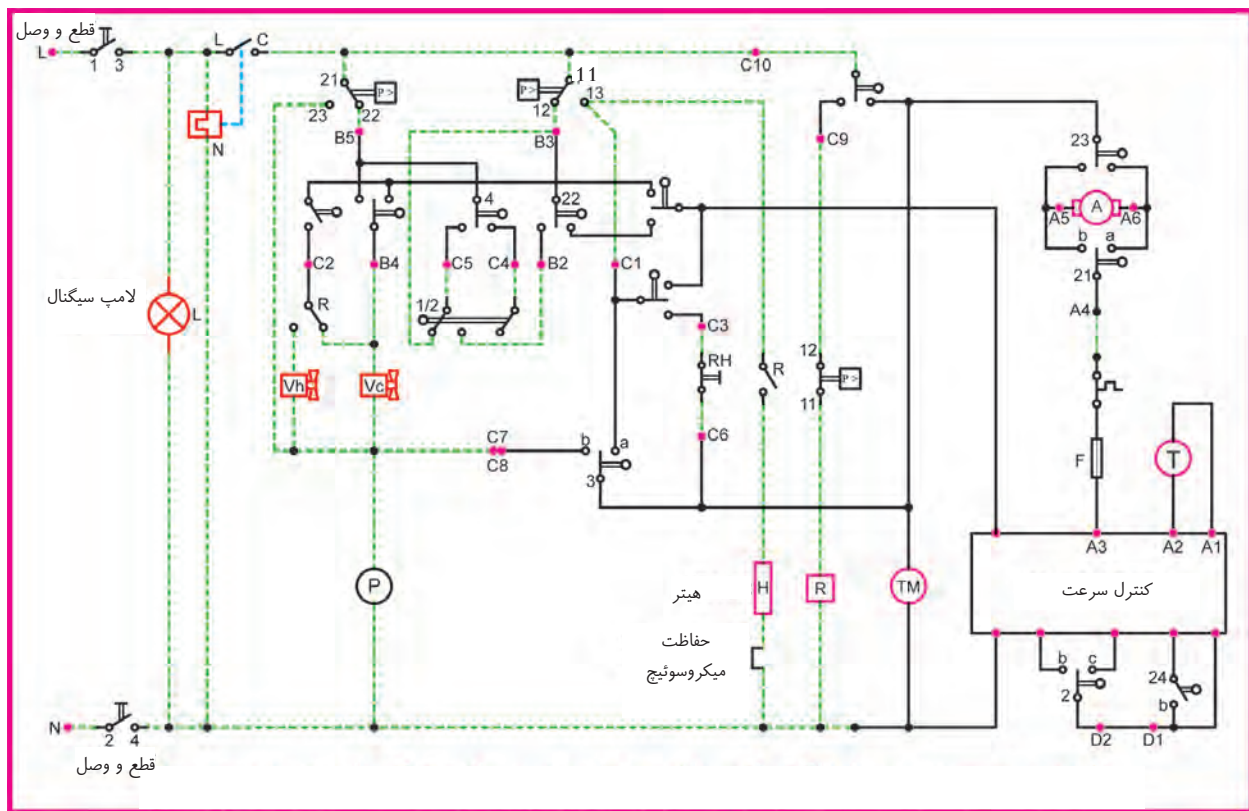 قطع و وصل
L
1 3
L C
21
P>
11
P>
C10
23 22
12 13
N
B5
B3
C9
23
4
22
A5 A A6
b a
C2
B4
C5
C4
B2
C1
21
لامپ سیگنال
L
R
1/2
C3
A4
RH
R
12
P>
11
Vh
Vc
C7
C8
b a
3
C6
F
T
A3 A2 A1
P
هیتر
H
R
TM
کنترل سرعت
حفاظت
میکروسوئیچ
b c
24
2
b
N
2 4
D2 D1
قطع و وصل